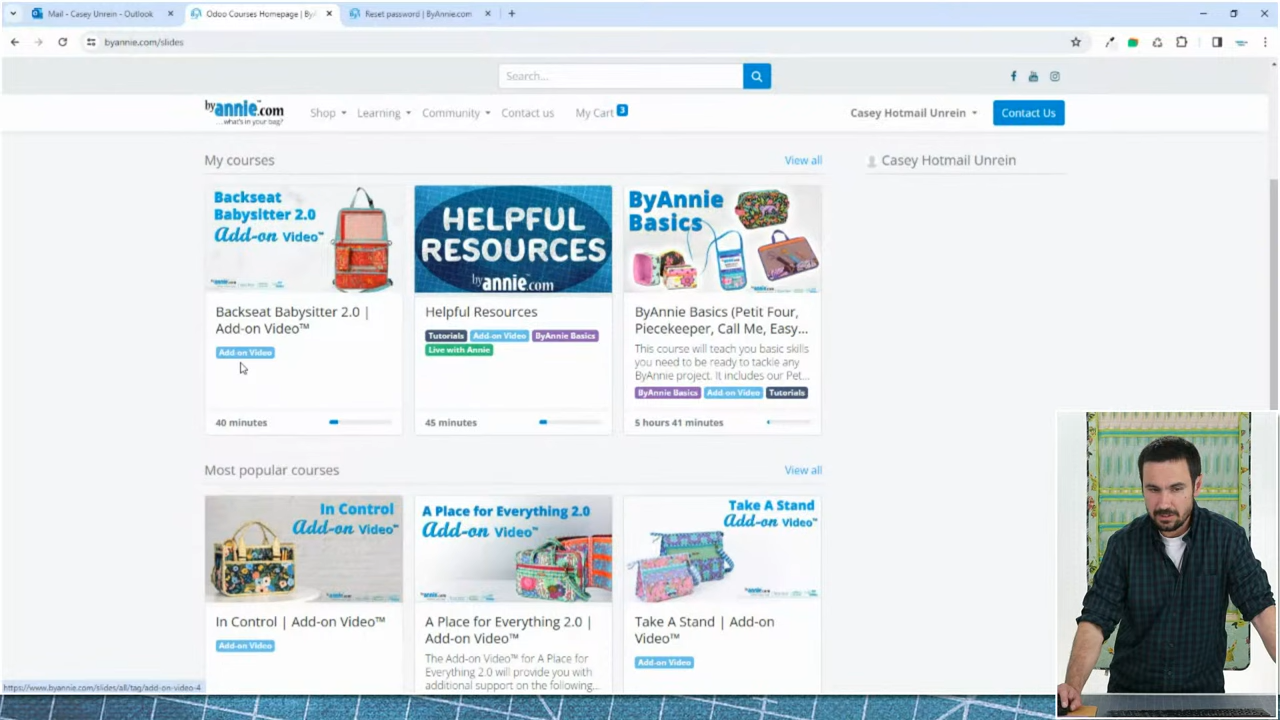 Mail - Casey Unrein - Outlook
Odoo Courses Homepage | ByA
Reset password | ByAnnie.com
byannie.com/slides
Search...
byannie.com
...what's in your bag?
Shop
Learning
Community
Contact us
My Cart 3
Casey Hotmail Unrein
Contact Us
My courses
View all
Casey Hotmail Unrein
Backseat
Babysitter 2.0
Add-on Video™
HELPFUL
RESOURCES
byannie.com
ByAnnie
Basics
Backseat Babysitter 2.0 |
Add-on Video™
Add-on Video
Helpful Resources
Tutorials Add-on Video ByAnnie Basics
Live with Annie
ByAnnie Basics (Petit Four,
Piecekeeper, Call Me, Easy...
This course will teach you basic skills
you need to be ready to tackle any
ByAnnie project. It includes our Pet...
ByAnnie Basics Add-on Video Tutorials
40 minutes
45 minutes
5 hours 41 minutes
Most popular courses
View all
In Control
Add-on Video™
A Place for Everything 2.0
Add-on Video™
Take A Stand
Add-on Video™
In Control | Add-on Video™
Add-on Video
A Place for Everything 2.0 |
Add-on Video™
The Add-on Video™ for A Place for
Everything 2.0 will provide you with
additional support on the following...
Take A Stand | Add-on
Video™
Add-on Video
https://www.byannie.com/slides/all/tag/add-on-video-4